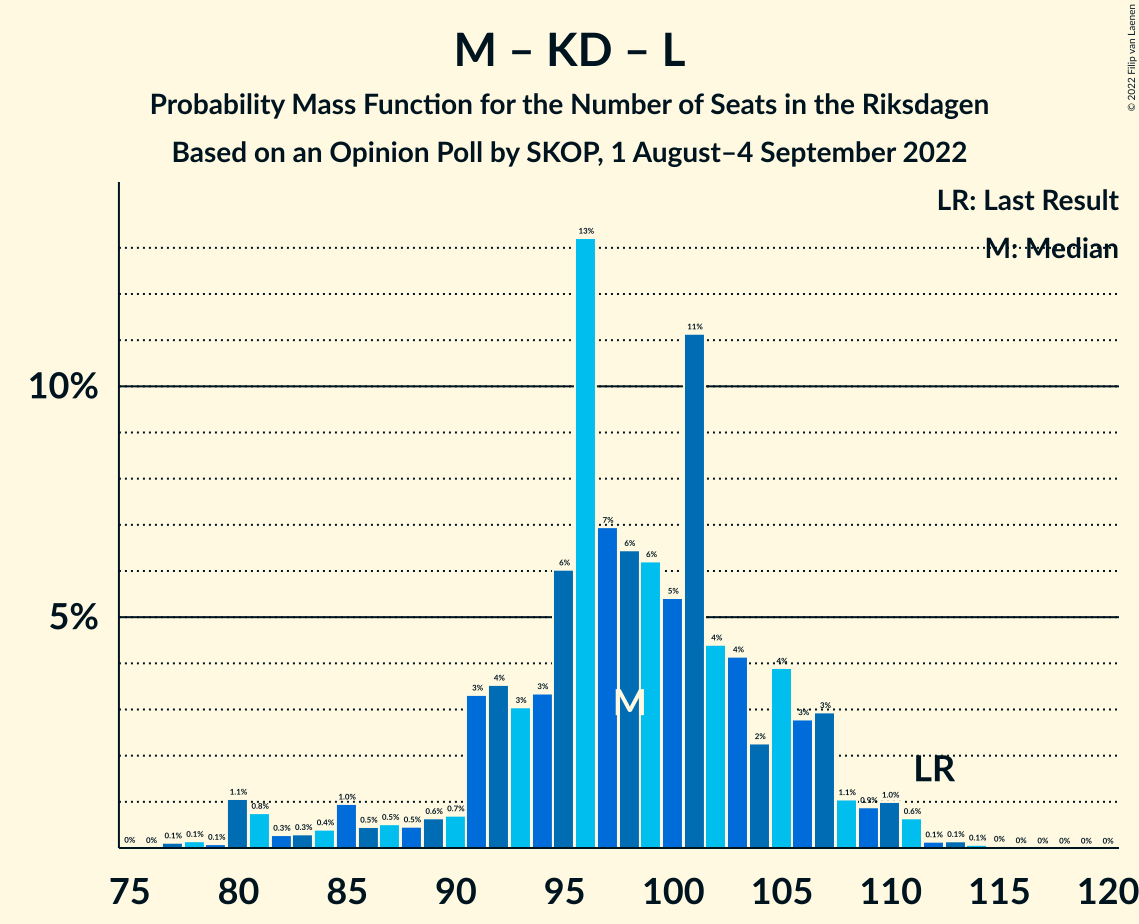 M – KD – L
Probability Mass Function for the Number of Seats in the Riksdagen
Based on an Opinion Poll by SKOP, 1 August–4 September 2022
© 2022 Filip van Laenen
LR: Last Result
M: Median
10%
5%
0% 0% 0.1% 0.1% 0.1% 1.1% 0.8% 0.3% 0.3% 0.4% 1.0% 0.5% 0.5% 0.5% 0.6% 0.7% 3% 4% 3% 3% 6% 13% 7% 6% 6% 5% 11% 4% 4% 2% 4% 3% 3% 1.1% 0.9% 1.0% 0.6% 0.1% 0.1% 0.1% 0% 0% 0% 0% 0% 0%
M
LR
75 80 85 90 95 100 105 110 115 120